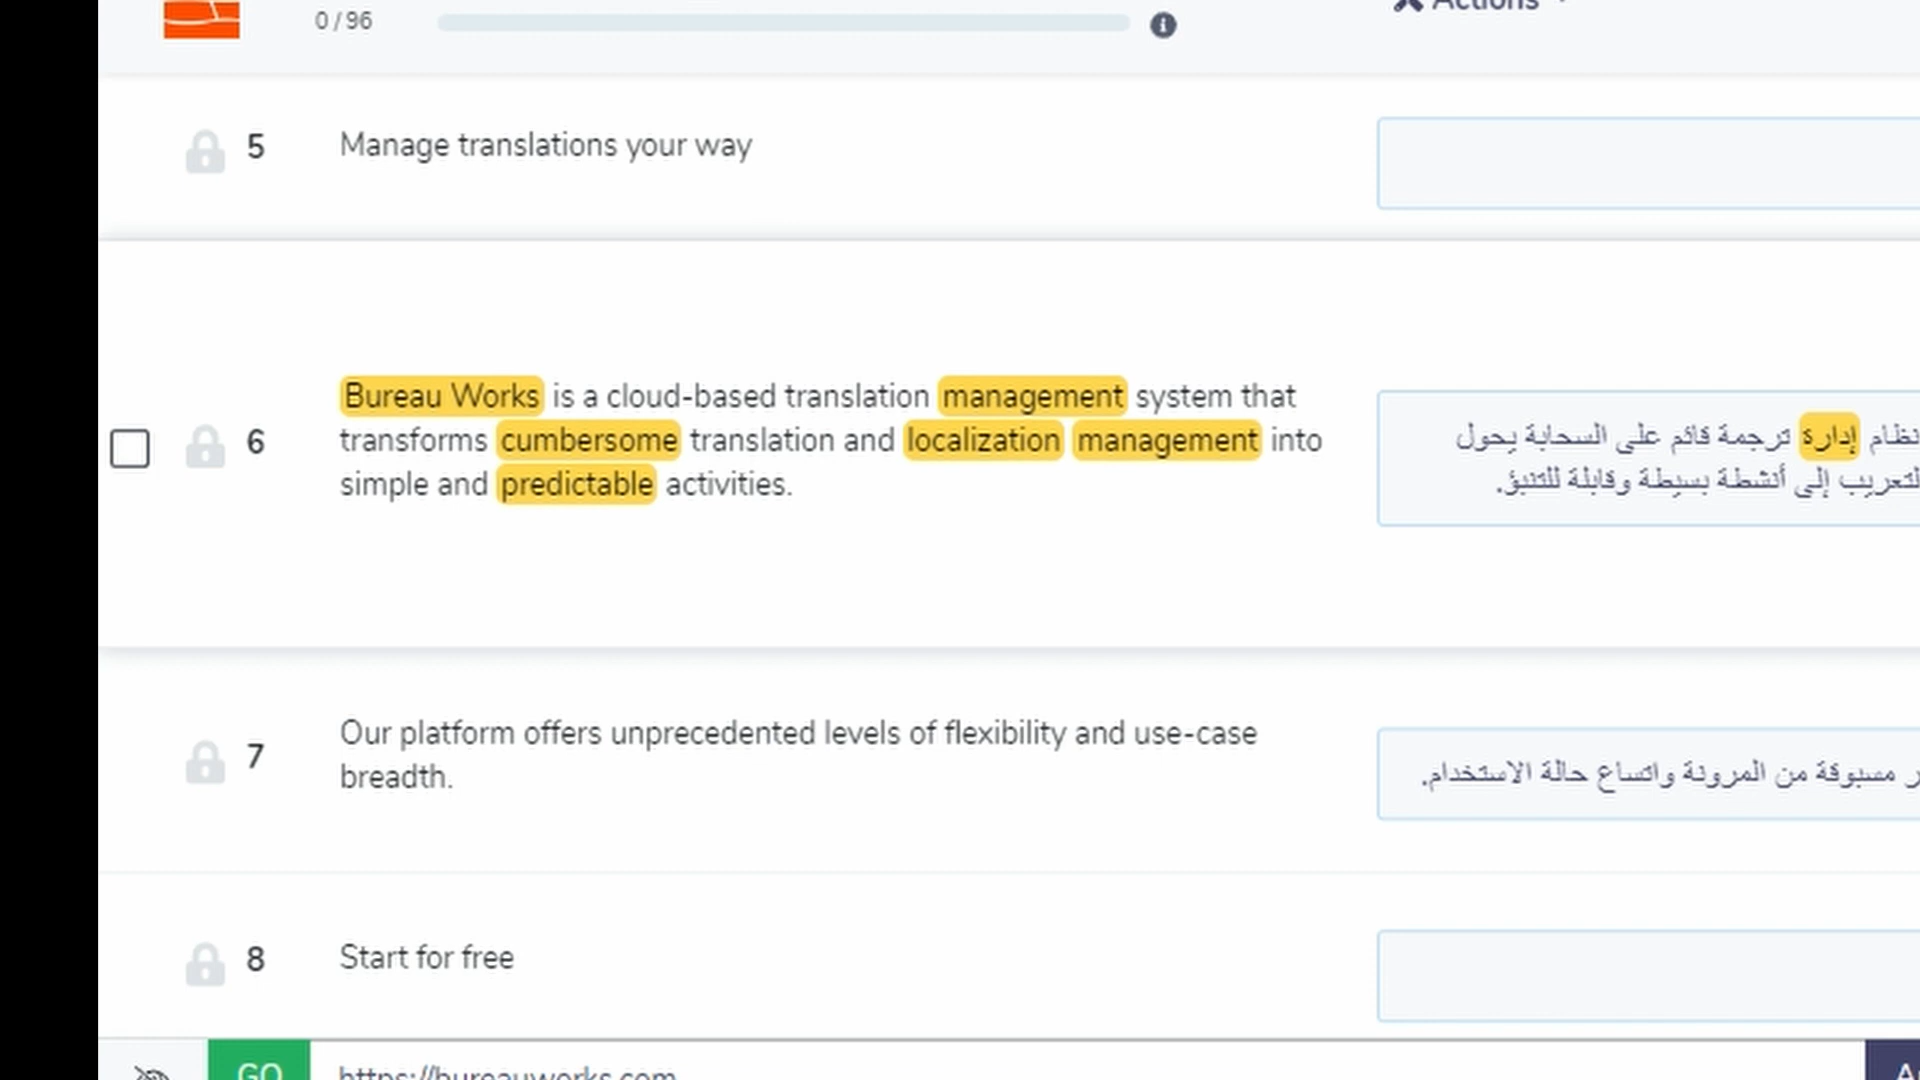 0 / 96
Actions
5
Manage translations your way
6
Bureau Works is a cloud-based translation management system that
transforms cumbersome translation and localization management into
simple and predictable activities.
نظام إدارة ترجمة قائم على السحابة يحول
لتعريب إلى أنشطة بسيطة وقابلة للتنبؤ.
7
Our platform offers unprecedented levels of flexibility and use-case
breadth.
مسبوقة من المرونة واتساع حالة الاستخدام.
8
Start for free
GO
https://bureauworks.com